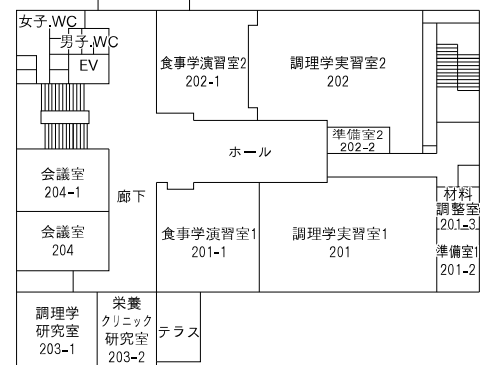 女子.WC
男子.WC
EV
食事学演習室2
202-1
調理学実習室2
202
準備室2
202-2
ホール
会議室
204-1
廊下
会議室
204
食事学演習室1
201-1
調理学実習室1
201
材料
調整室
201-3
準備室1
201-2
調理学
研究室
203-1
栄養
クリニック
研究室
203-2
テラス